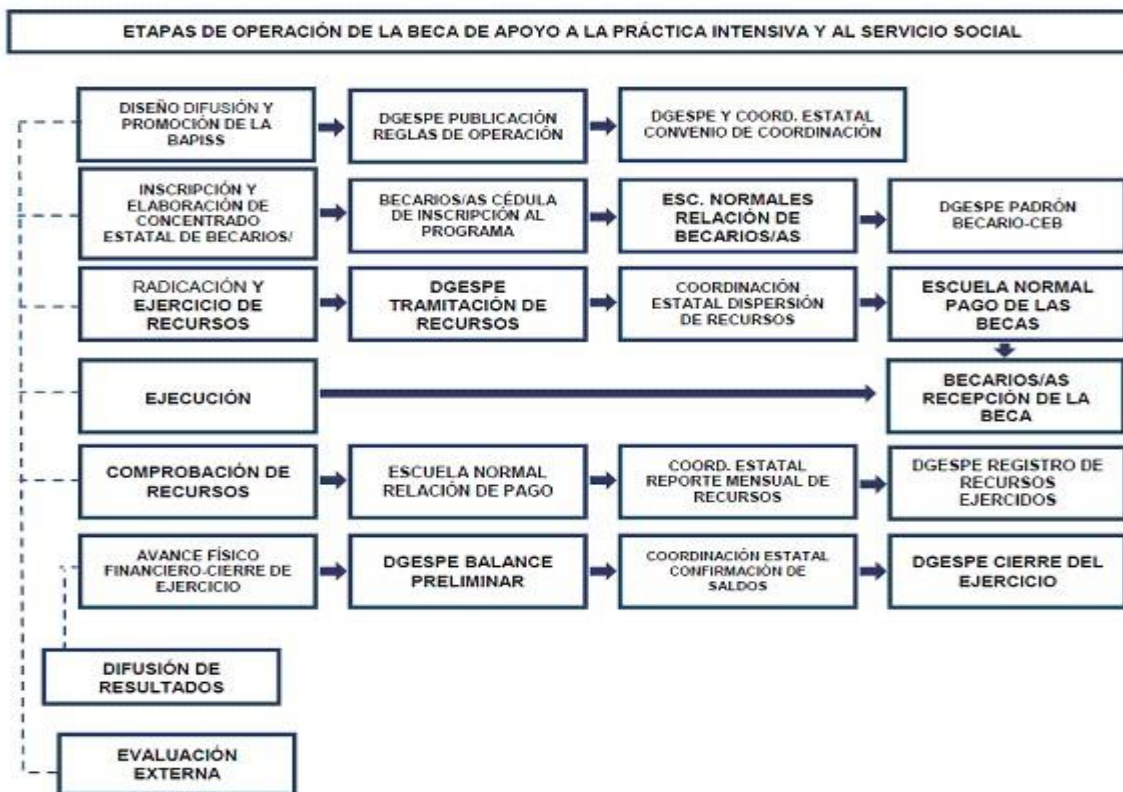 ETAPAS DE OPERACIÓN DE LA BECA DE APOYO A LA PRÁCTICA INTENSIVA Y AL SERVICIO SOCIAL
DISEÑO DIFUSIÓN Y
PROMOCIÓN DE LA
BAPISS
DGESPE PUBLICACIÓN
REGLAS DE OPERACIÓN
DGESPE Y COORD. ESTATAL
CONVENIO DE COORDINACIÓN
INSCRIPCIÓN Y
ELABORACIÓN DE
CONCENTRADO
ESTATAL DE BECARIOS/
BECARIOS/AS CÉDULA
DE INSCRIPCIÓN AL
PROGRAMA
ESC. NORMALES
RELACIÓN DE
BECARIOS/AS
DGESPE PADRÓN
BECARIO-CEB
RADICACIÓN Y
EJERCICIO DE
RECURSOS
DGESPE
TRAMITACIÓN DE
RECURSOS
COORDINACIÓN
ESTATAL DISPERSIÓN
DE RECURSOS
ESCUELA NORMAL
PAGO DE LAS
BECAS
EJECUCIÓN
BECARIOS/AS
RECEPCIÓN DE LA
BECA
COMPROBACIÓN DE
RECURSOS
ESCUELA NORMAL
RELACIÓN DE PAGO
COORD. ESTATAL
REPORTE MENSUAL DE
RECURSOS
DGESPE REGISTRO DE
RECURSOS
EJERCIDOS
AVANCE FÍSICO
FINANCIERO-CIERRE DE
EJERCICIO
DGESPE BALANCE
PRELIMINAR
COORDINACIÓN ESTATAL
CONFIRMACIÓN DE
SALDOS
DGESPE CIERRE DEL
EJERCICIO
DIFUSIÓN DE
RESULTADOS
EVALUACIÓN
EXTERNA